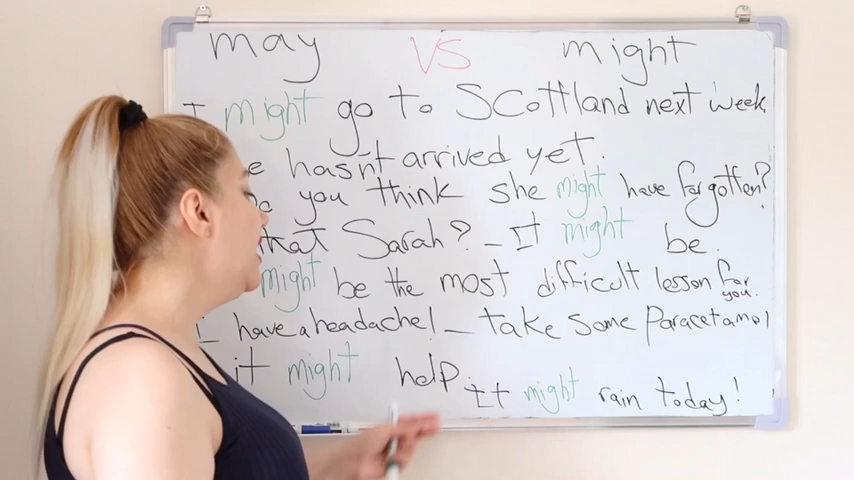 may VS might
I might go to Scotland next week
hasn't arrived yet.
you think she might have forgotten?
Sarah? - It might be.
might be the most difficult lesson for you.
I have a headache! - take some Paracetamol
it might help. It might rain today!